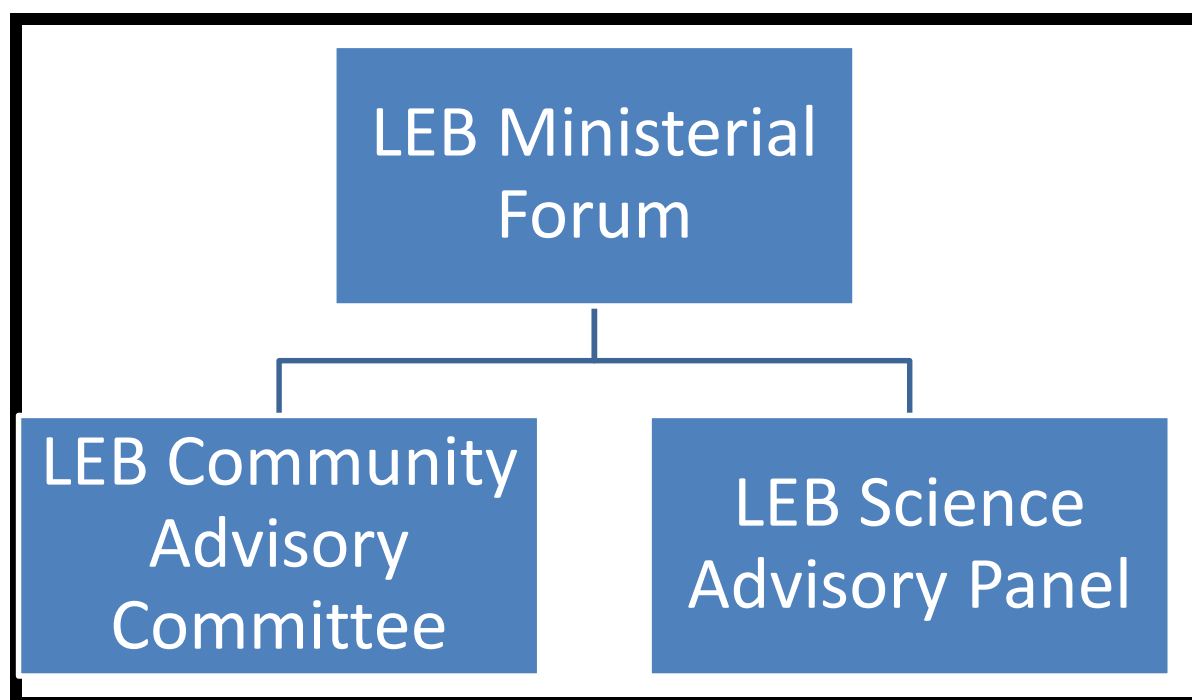 LEB Ministerial
Forum
LEB Community
Advisory
Committee
LEB Science
Advisory Panel